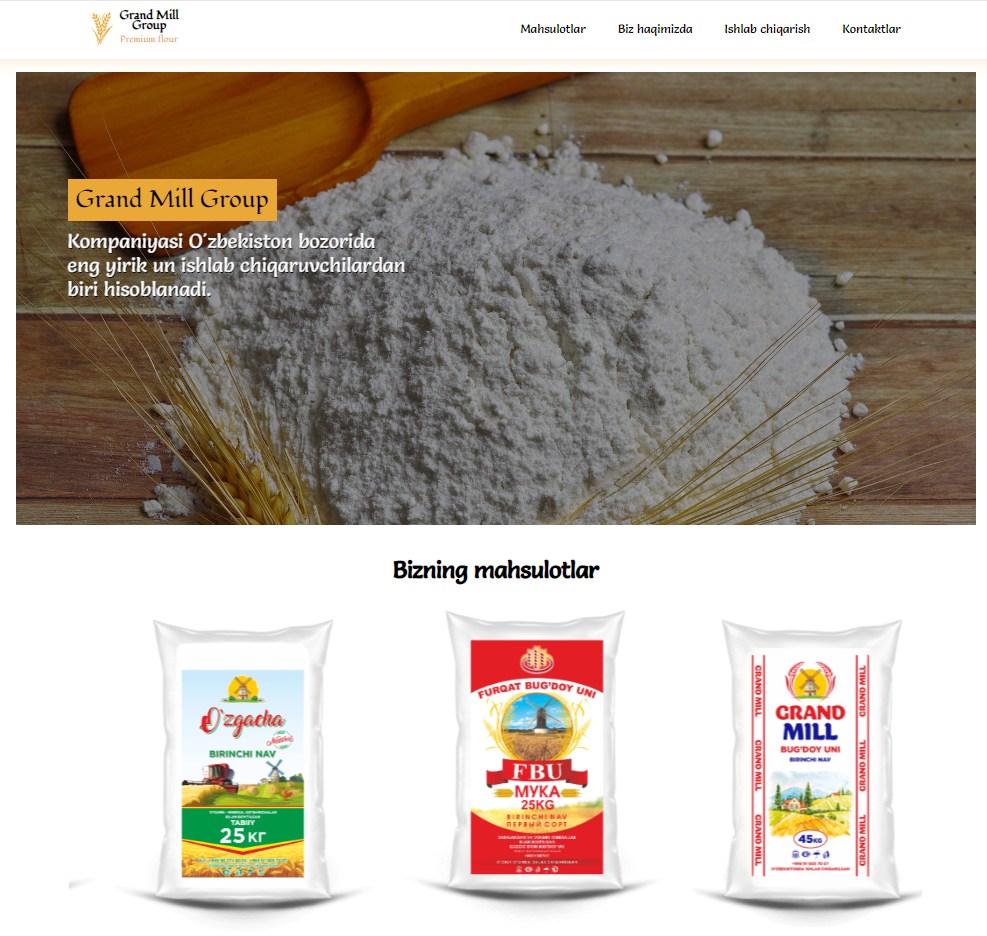 Grand Mill
Group
Premium flour
Mahsulotlar
Biz haqimizda
Ishlab chiqarish
Kontaktlar
Grand Mill Group
Kompaniyasi O'zbekiston bozorida
eng yirik un ishlab chiqaruvchilardan
biri hisoblanadi.
Bizning mahsulotlar
O'zgacha
BIRINCHI NAV
TABIIY
25 КГ
FURQAT BUG'DOY UNI
FBU
МУКА
25KG
BIRINCHI NAV
ПЕРВЫЙ СОРТ
GRAND MILL
GRAND MILL
GRAND MILL
GRAND
MILL
BUG'DOY UNI
BIRINCHI NAV
45KG
GRAND MILL
GRAND MILL
GRAND MILL